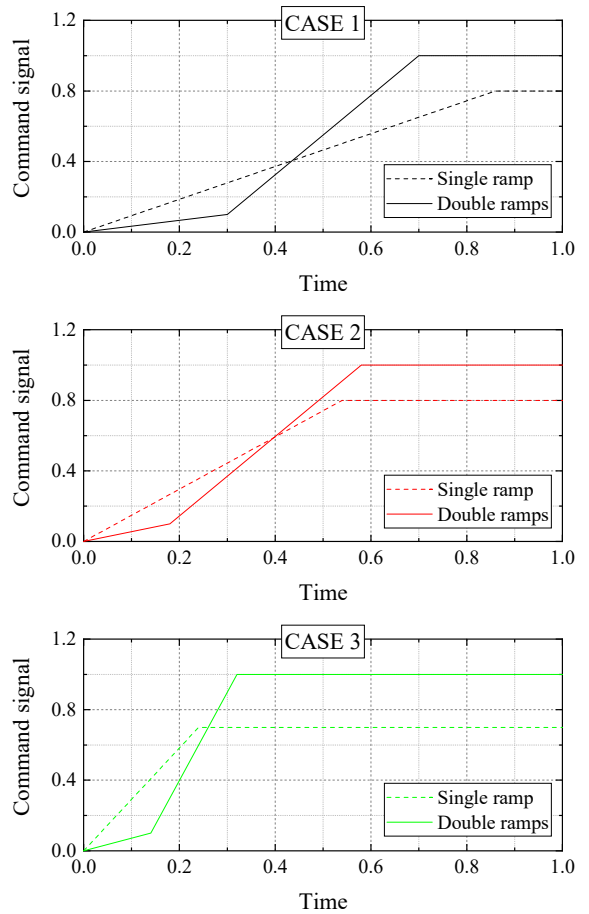 CASE 1
1.2
0.8
0.4
0.0
Command signal
Single ramp
Double ramps
0.0 0.2 0.4 0.6 0.8 1.0
Time
CASE 2
1.2
0.8
0.4
0.0
Command signal
Single ramp
Double ramps
0.0 0.2 0.4 0.6 0.8 1.0
Time
CASE 3
1.2
0.8
0.4
0.0
Command signal
Single ramp
Double ramps
0.0 0.2 0.4 0.6 0.8 1.0
Time